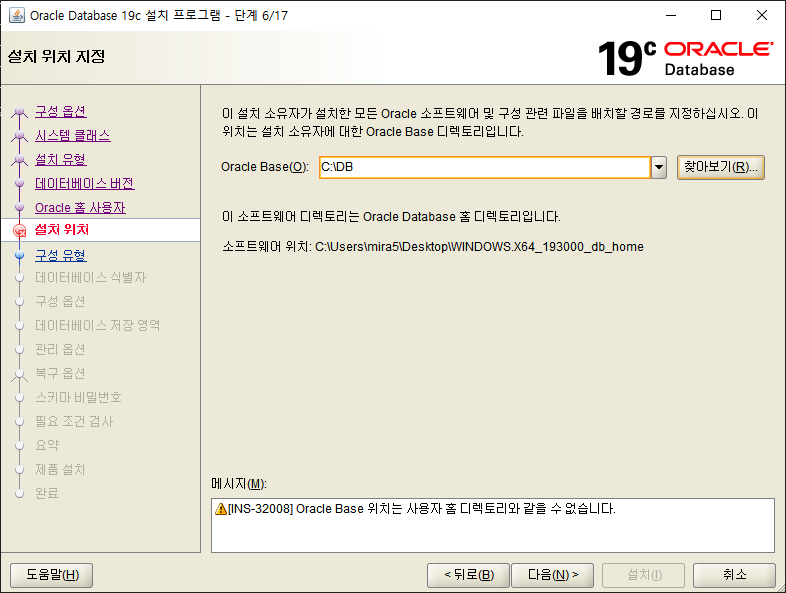 Oracle Database 19c 설치 프로그램 - 단계 6/17
설치 위치 지정
19c ORACLE
Database
구성 옵션
시스템 클래스
설치 유형
데이터베이스 버전
Oracle 홈 사용자
설치 위치
구성 유형
데이터베이스 식별자
구성 옵션
데이터베이스 저장 영역
관리 옵션
복구 옵션
스키마 비밀번호
필요 조건 검사
요약
제품 설치
완료
이 설치 소유자가 설치한 모든 Oracle 소프트웨어 및 구성 관련 파일을 배치할 경로를 지정하십시오. 이
위치는 설치 소유자에 대한 Oracle Base 디렉토리입니다.
Oracle Base(O): C:\DB 찾아보기(R)...
이 소프트웨어 디렉토리는 Oracle Database 홈 디렉토리입니다.
소프트웨어 위치: C:\Users\mira5\Desktop\WINDOWS.X64_193000_db_home
메시지(M):
[INS-32008] Oracle Base 위치는 사용자 홈 디렉토리와 같을 수 없습니다.
도움말(H) < 뒤로(B) 다음(N) > 설치(I) 취소